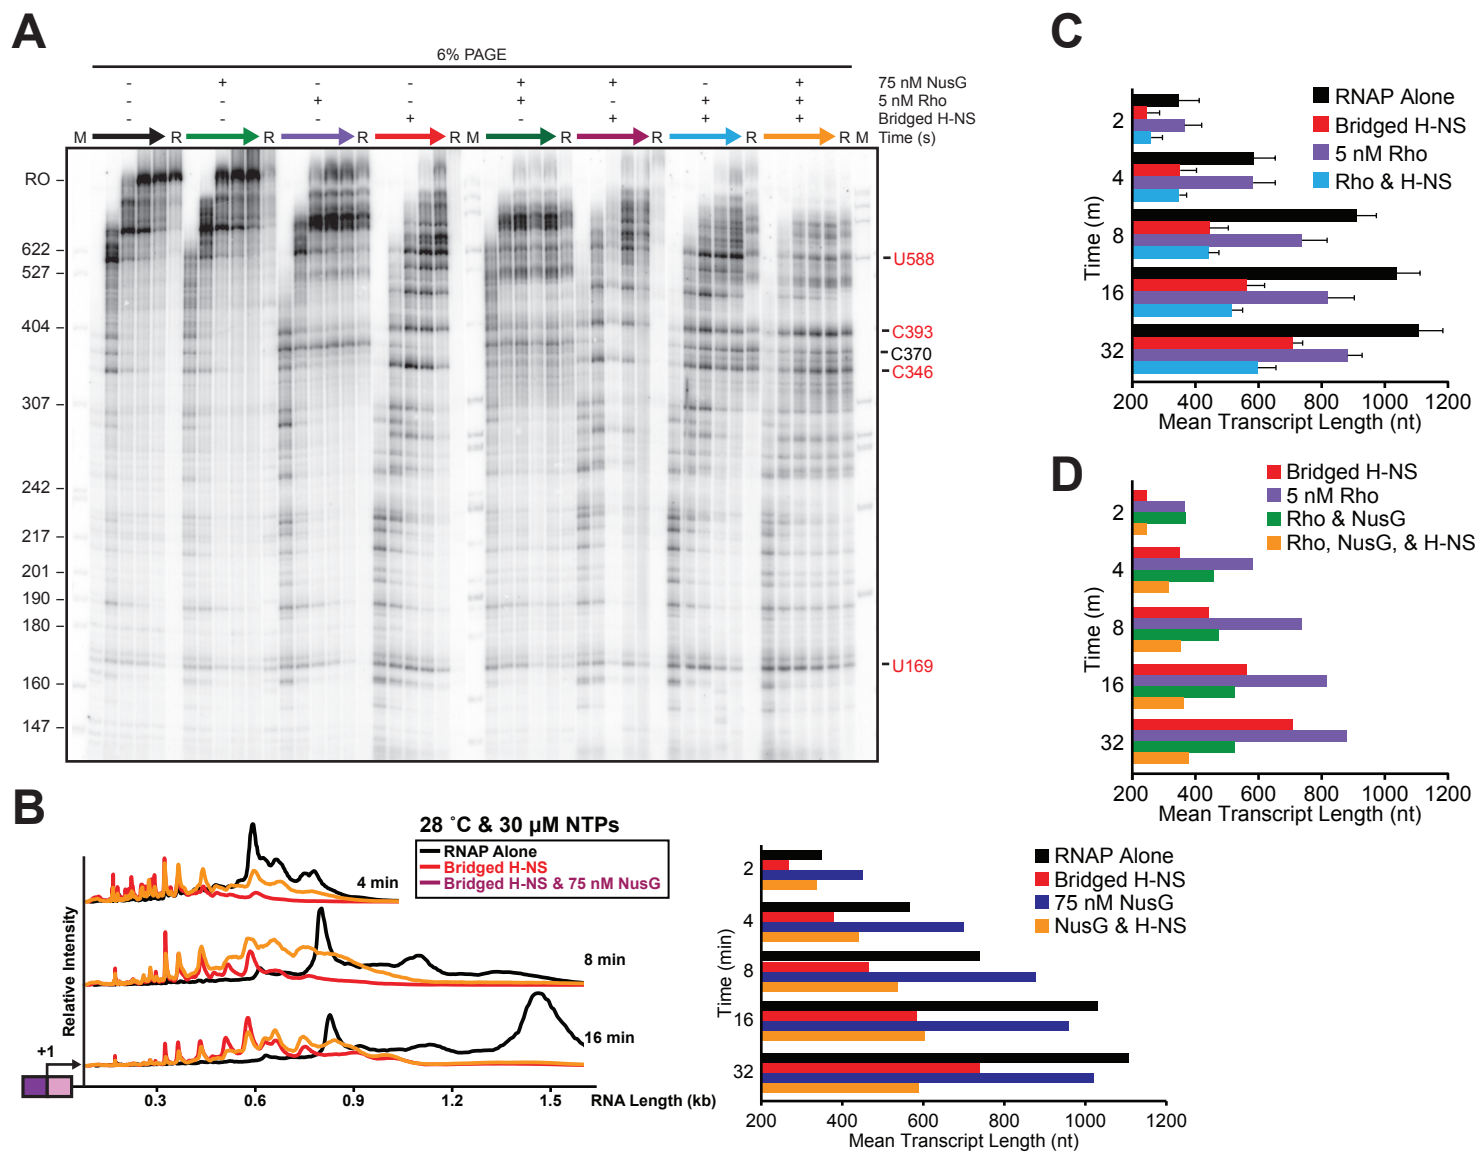 A
6% PAGE
- + - - + + - + 75 nM NusG
- - + - + - + + 5 nM Rho
- - - + - + + + Bridged H-NS
M R R R R M R R R R M Time (s)
RO
622
527
404
307
242
217
201
190
180
160
147
U588
C393
C370
C346
U169
B
28 ˚C & 30 µM NTPs
RNAP Alone
Bridged H-NS
Bridged H-NS & 75 nM NusG
4 min
8 min
16 min
Relative Intensity
+1
0.3 0.6 0.9 1.2 1.5 RNA Length (kb)
RNAP Alone
Bridged H-NS
75 nM NusG
NusG & H-NS
Time (min)
2
4
8
16
32
200 400 600 800 1000 1200
Mean Transcript Length (nt)
C
RNAP Alone
Bridged H-NS
5 nM Rho
Rho & H-NS
Time (m)
2
4
8
16
32
200 400 600 800 1000 1200
Mean Transcript Length (nt)
D
Bridged H-NS
5 nM Rho
Rho & NusG
Rho, NusG, & H-NS
Time (m)
2
4
8
16
32
200 400 600 800 1000 1200
Mean Transcript Length (nt)